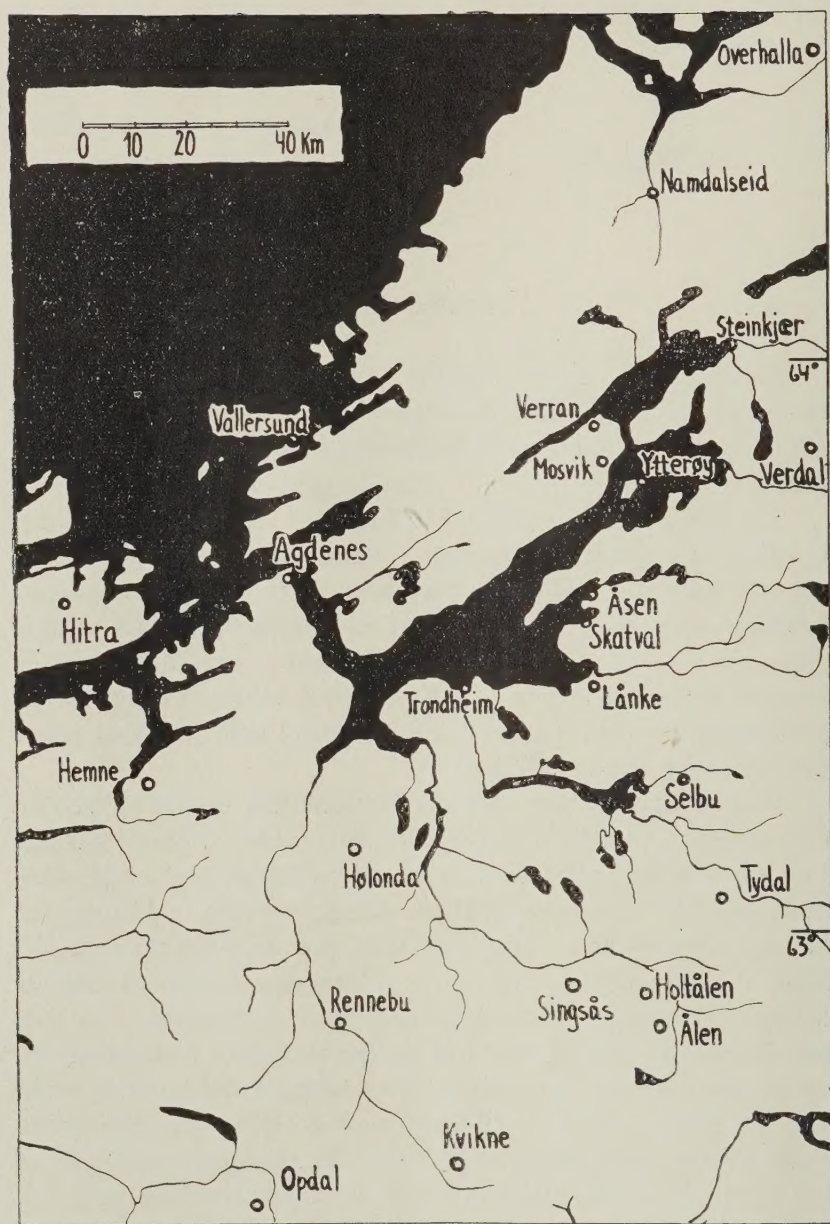 Overhalla
0 10 20 40 Km
Namdalseid
Steinkjær
64°
Vallersund
Verran
Mosvik
Ytterøy
Verdal
Agdenes
Åsen
Hitra
Skatval
Trondheim
Lånke
Hemne
Selbu
Hølonda
Tydal
63°
Singsås
Holtålen
Rennebu
Ålen
Kvikne
Opdal